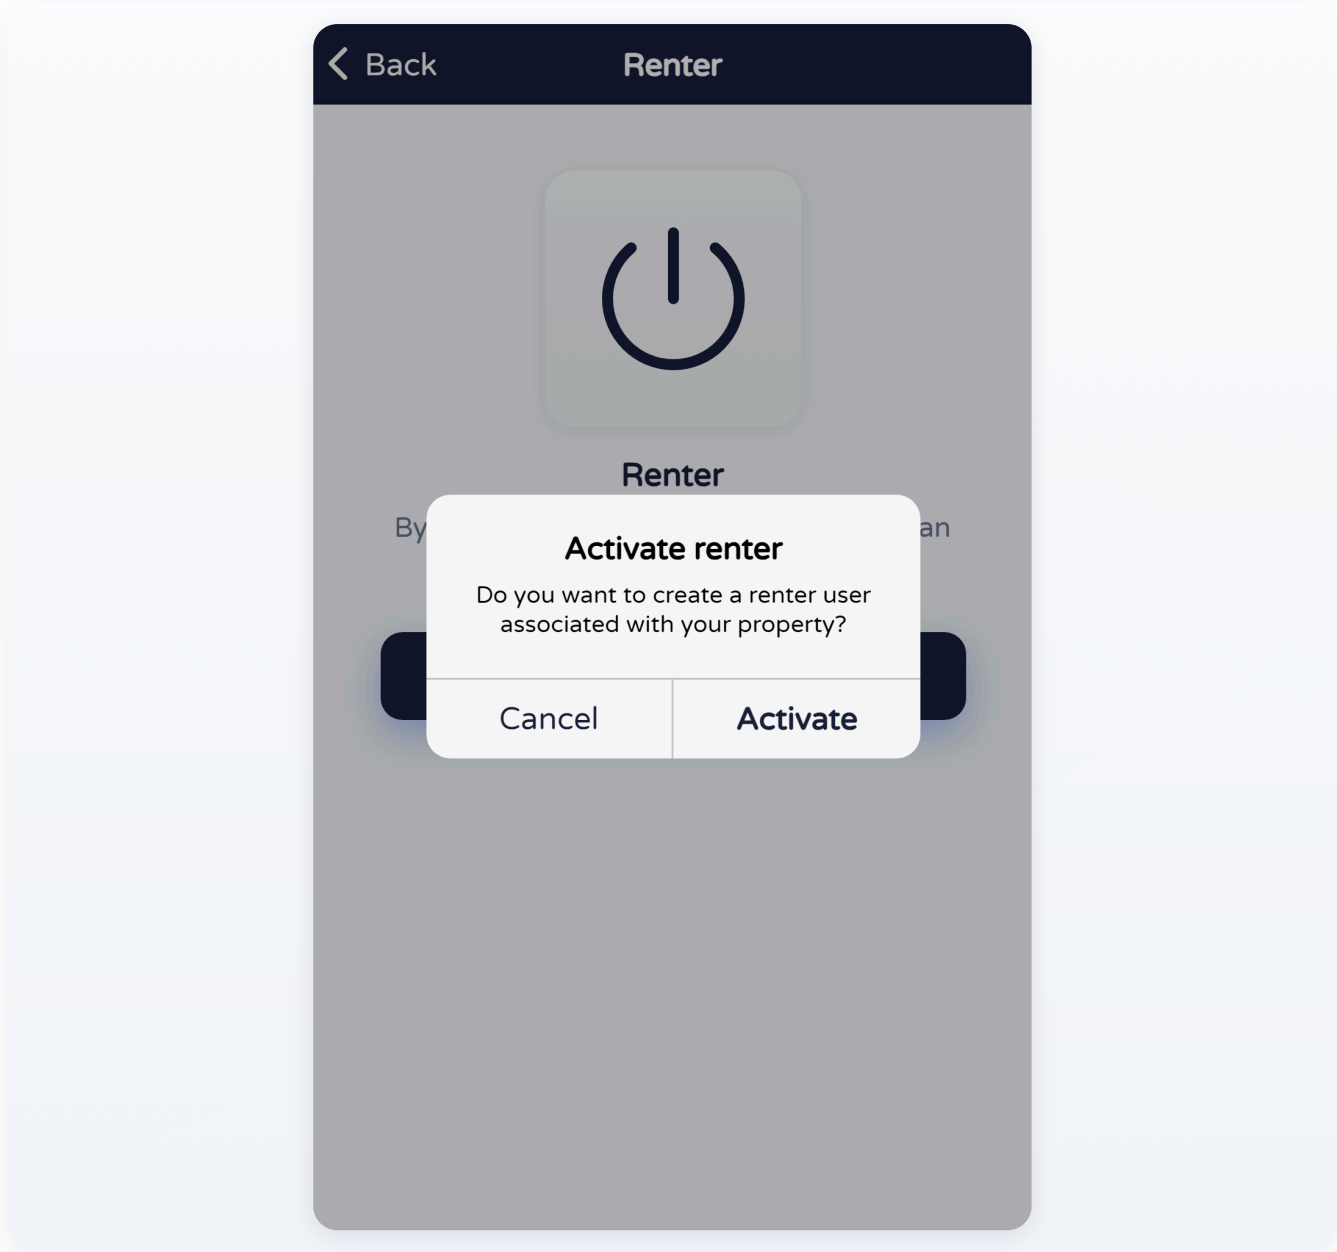 Back
Renter
Renter
By an
Activate renter
Do you want to create a renter user
associated with your property?
Cancel
Activate